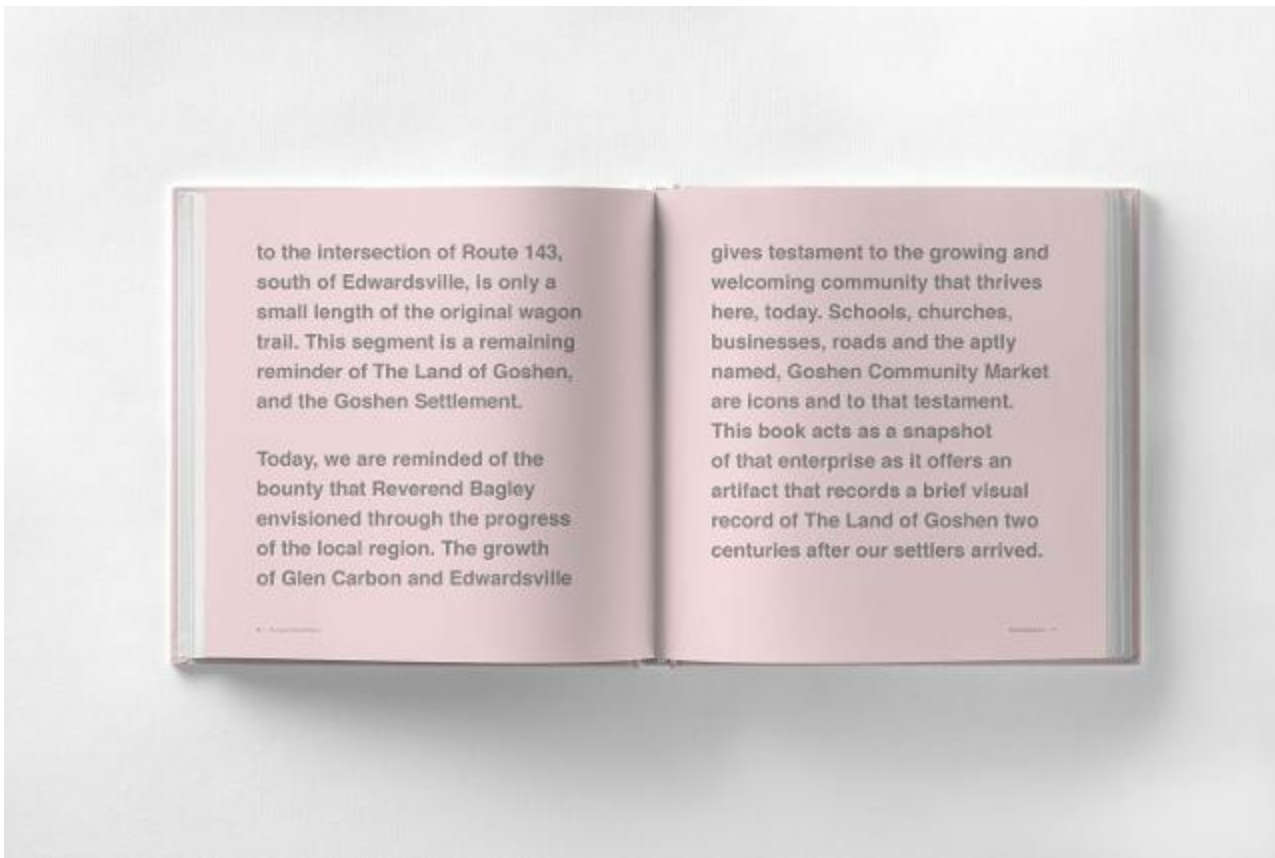 to the intersection of Route 143,
south of Edwardsville, is only a
small length of the original wagon
trail. This segment is a remaining
reminder of The Land of Goshen,
and the Goshen Settlement.
Today, we are reminded of the
bounty that Reverend Bagley
envisioned through the progress
of the local region. The growth
of Glen Carbon and Edwardsville
gives testament to the growing and
welcoming community that thrives
here, today. Schools, churches,
businesses, roads and the aptly
named, Goshen Community Market
are icons and to that testament.
This book acts as a snapshot
of that enterprise as it offers an
artifact that records a brief visual
record of The Land of Goshen two
centuries after our settlers arrived.